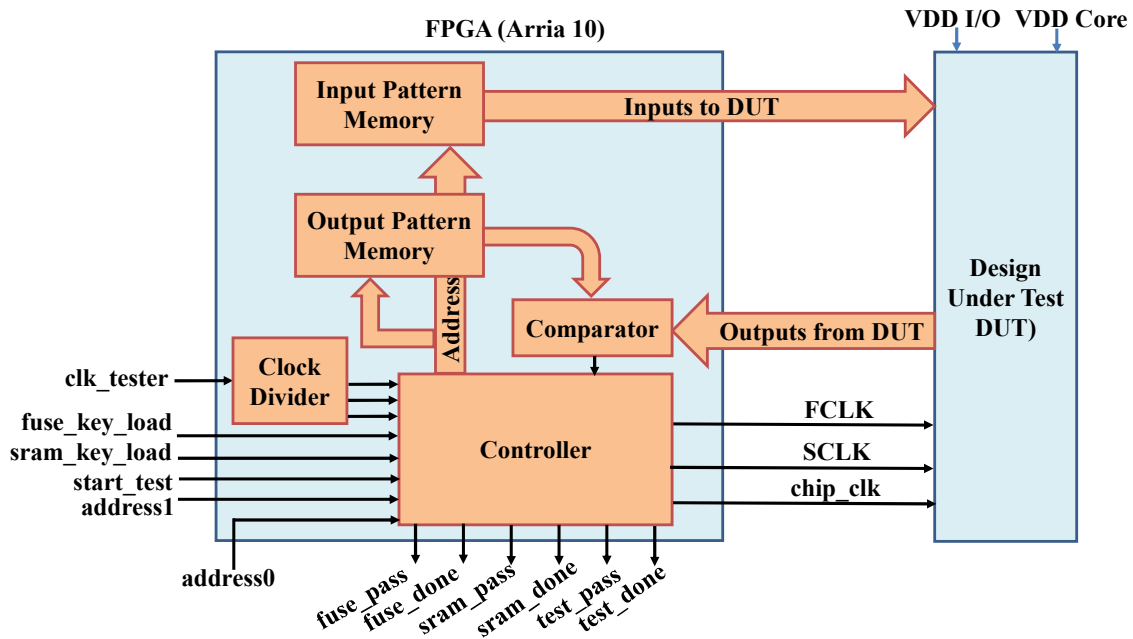 FPGA (Arria 10)
VDD I/O
VDD Core
Input Pattern
Memory
Inputs to DUT
Output Pattern
Memory
Address
Comparator
Outputs from DUT
Design
Under Test
DUT)
clk_tester
Clock
Divider
fuse_key_load
sram_key_load
start_test
address1
address0
Controller
FCLK
SCLK
chip_clk
fuse_pass
fuse_done
sram_pass
sram_done
test_pass
test_done